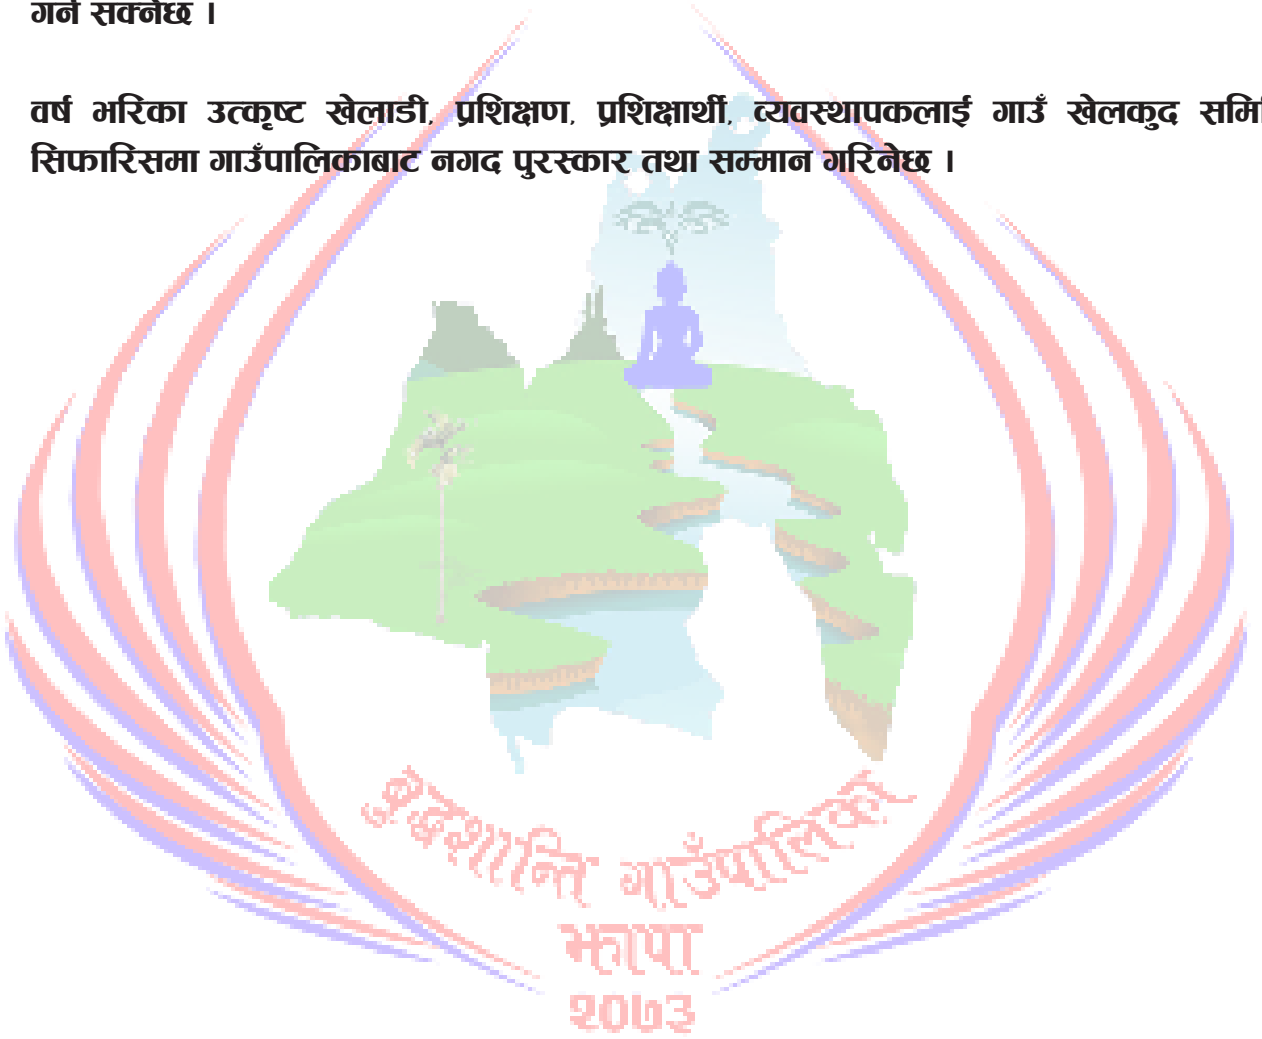 गर्न सक्नेछ ।
वर्ष भरिका उत्कृष्ट खेलाडी, प्रशिक्षण, प्रशिक्षार्थी, व्यवस्थापकलाई गाउँ खेलकुद समि
सिफारिसमा गाउँपालिकाबाट नगद पुरस्कार तथा सम्मान गरिनेछ ।
बुद्धशान्ति गाउँपालिका
झापा
२०७३